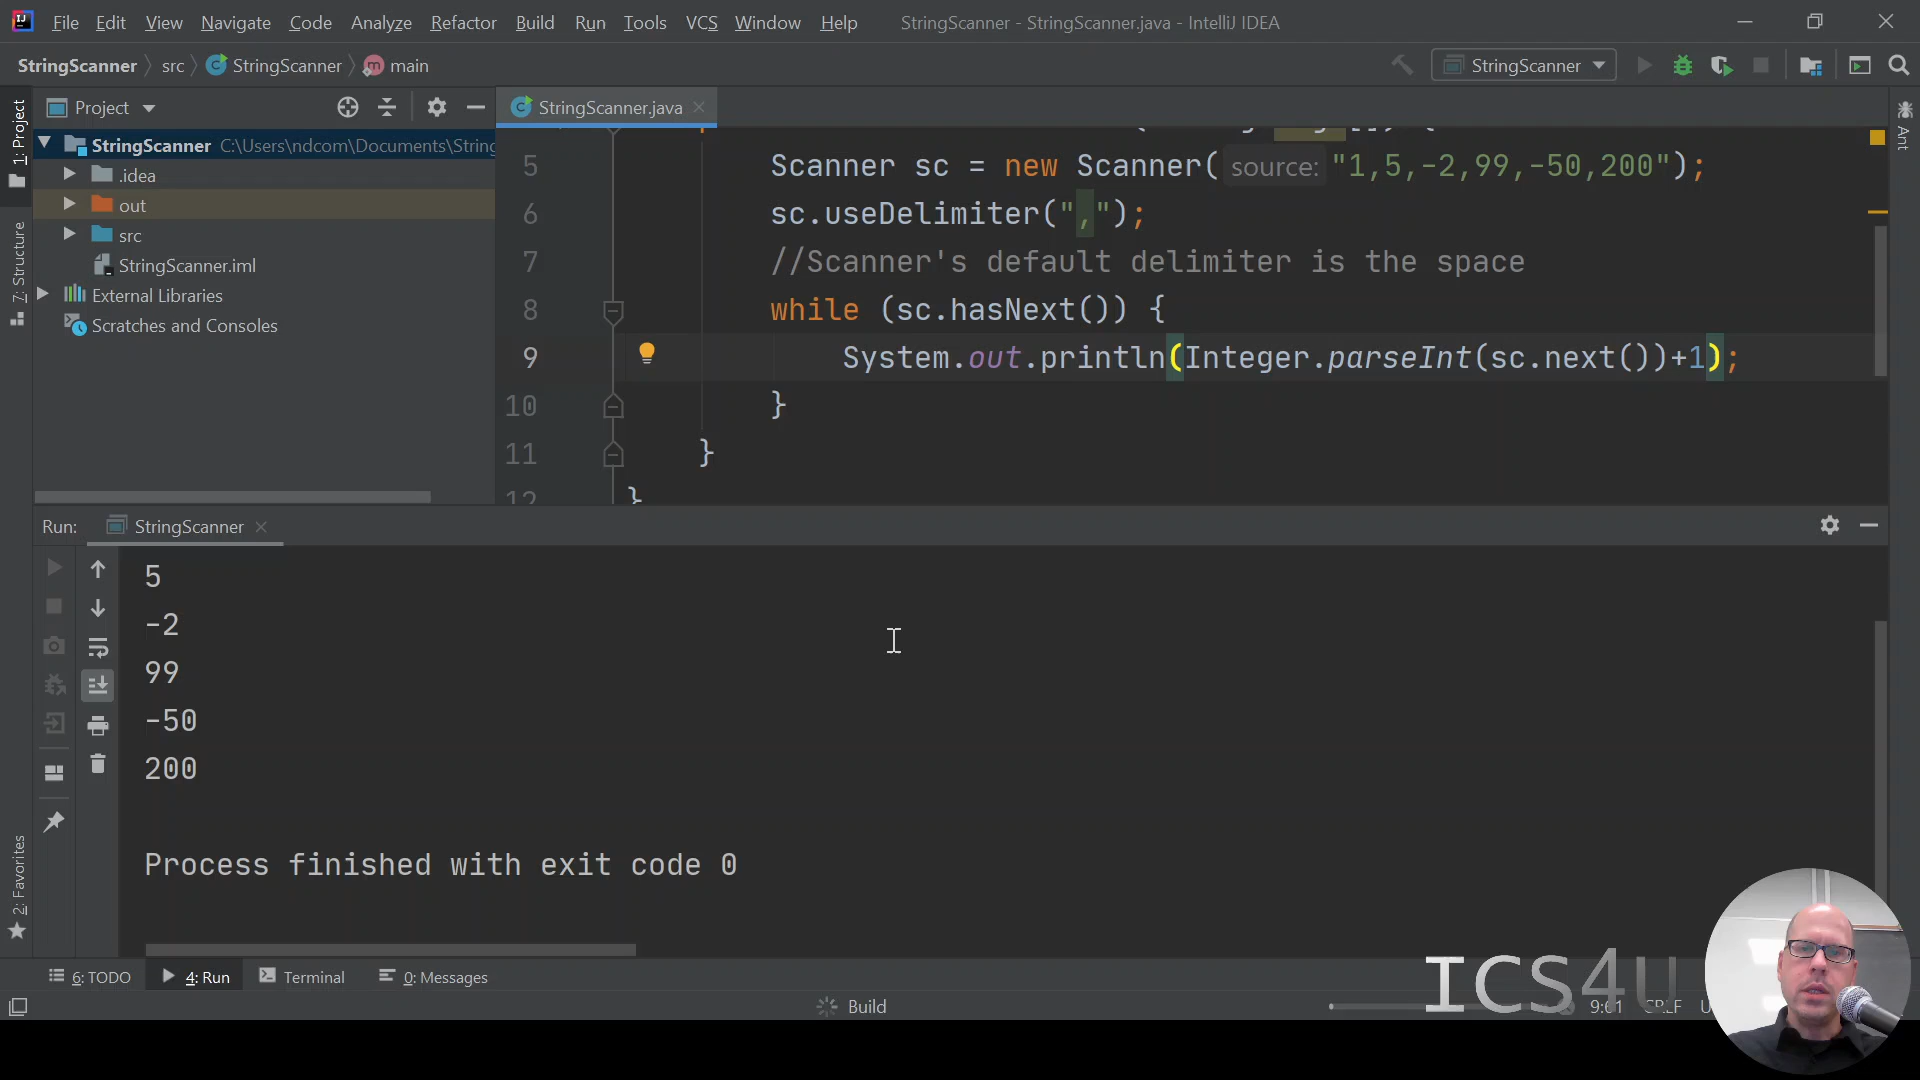 File Edit View Navigate Code Analyze Refactor Build Run Tools VCS Window Help StringScanner - StringScanner.java - IntelliJ IDEA
StringScanner src StringScanner main StringScanner
Project
StringScanner.java
1: Project
7: Structure
2: Favorites
Ant
StringScanner C:\Users\ndcom\Documents\String
.idea
out
src
StringScanner.iml
External Libraries
Scratches and Consoles
5 Scanner sc = new Scanner( source: "1,5,-2,99,-50,200");
6 sc.useDelimiter(",");
7 //Scanner's default delimiter is the space
8 while (sc.hasNext()) {
9 System.out.println(Integer.parseInt(sc.next())+1);
10 }
11 }
12 }
Run: StringScanner
5
-2
99
-50
200
Process finished with exit code 0
6: TODO 4: Run Terminal 0: Messages
Build 9:61 CRLF
ICS4U